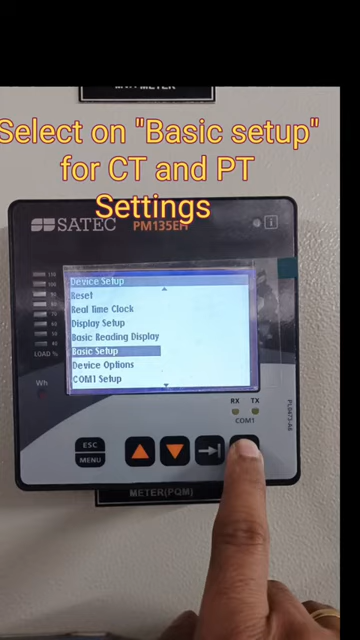 Select on "Basic setup"
for CT and PT
Settings
SATEC
PM135EH
Device Setup
Reset
Real Time Clock
Display Setup
Basic Reading Display
Basic Setup
Device Options
COM1 Setup
LOAD %
Wh
RX TX
COM1
ESC
MENU
METER(PQM)